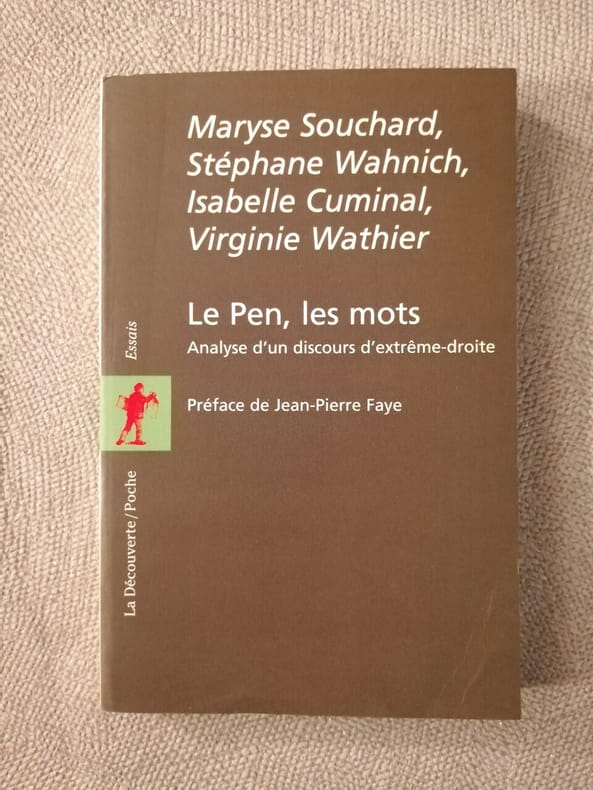 Maryse Souchard,
Stéphane Wahnich,
Isabelle Cuminal,
Virginie Wathier
Le Pen, les mots
Analyse d'un discours d'extrême-droite
Préface de Jean-Pierre Faye
Essais
La Découverte/Poche